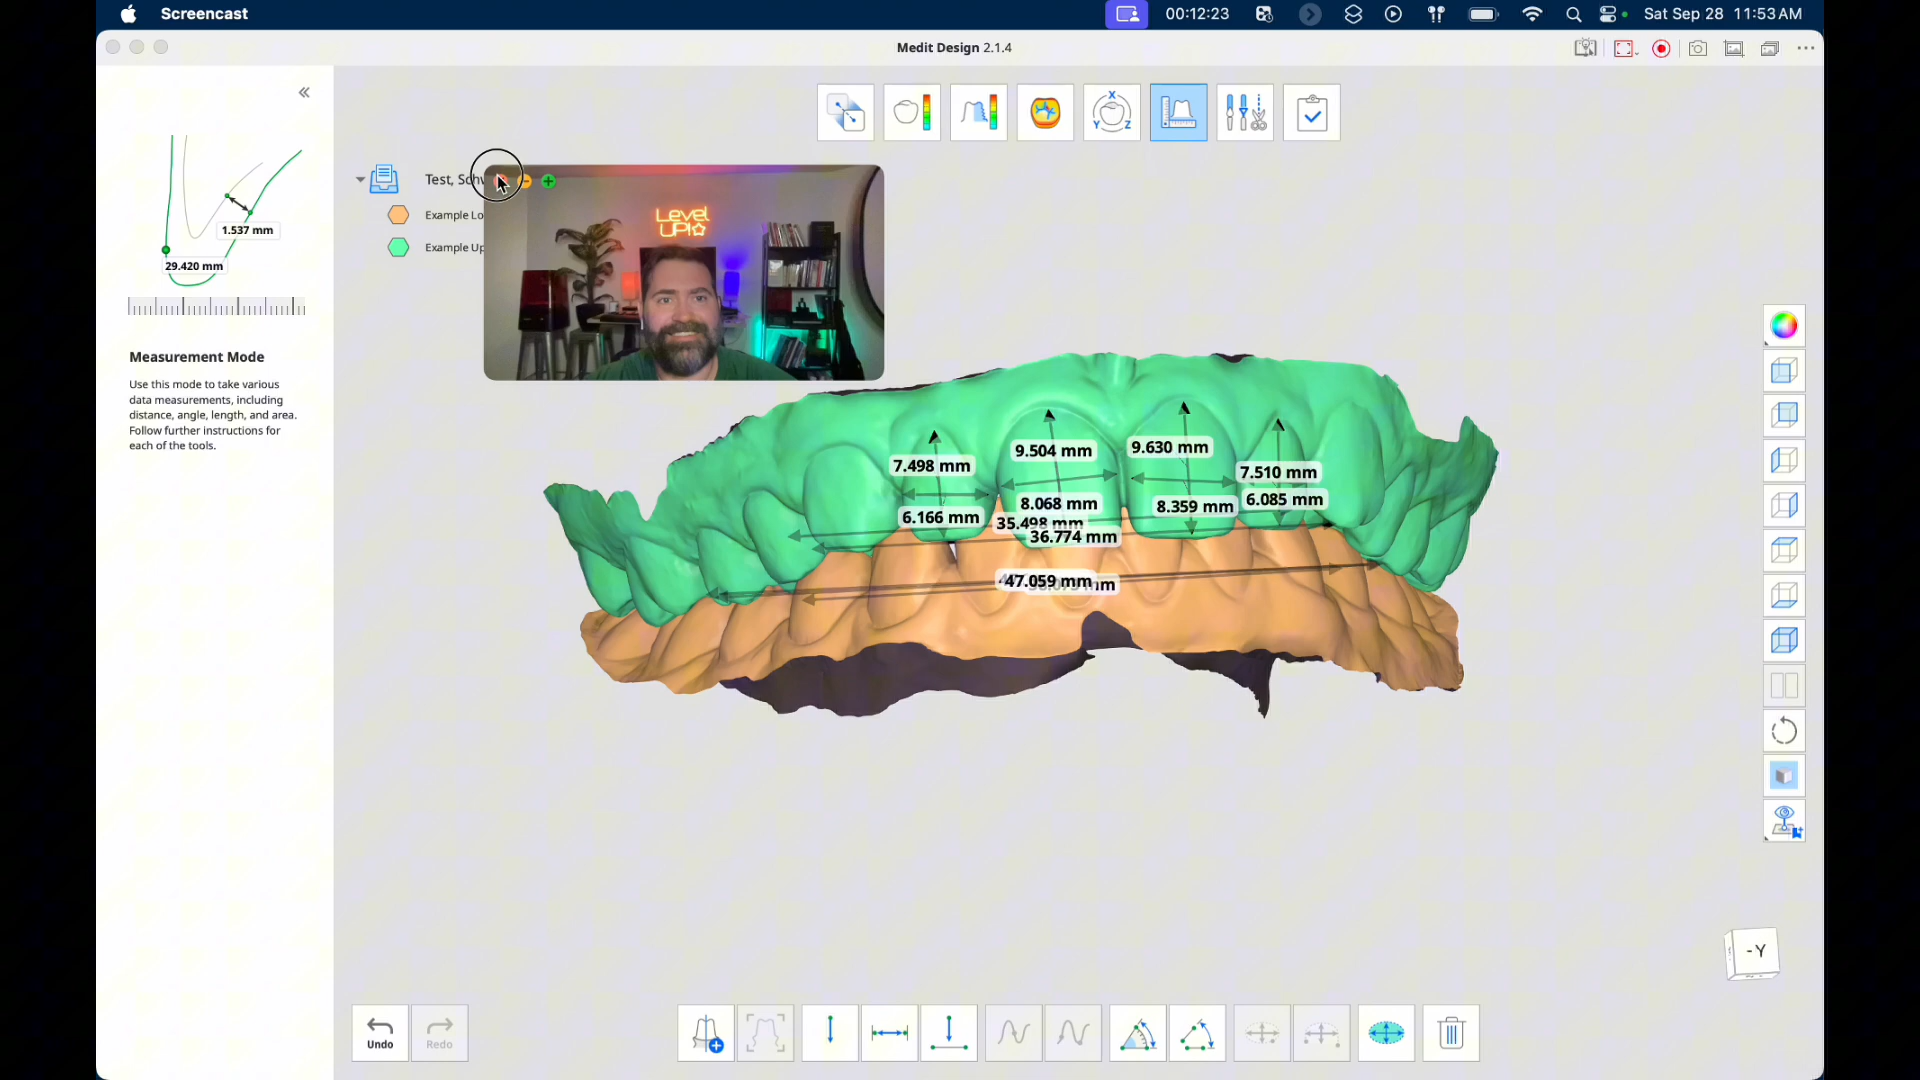 Screencast
00:12:23
Sat Sep 28 11:53 AM
Medit Design 2.1.4
X
Y
Z
1.537 mm
29.420 mm
Test,
Example
Example
Level
UP!
Measurement Mode
Use this mode to take various
data measurements, including
distance, angle, length, and area.
Follow further instructions for
each of the tools.
9.504 mm
9.630 mm
7.498 mm
7.510 mm
8.068 mm
6.085 mm
8.359 mm
6.166 mm
35.498 mm
36.774 mm
47.059 mm
- Y
Undo
Redo